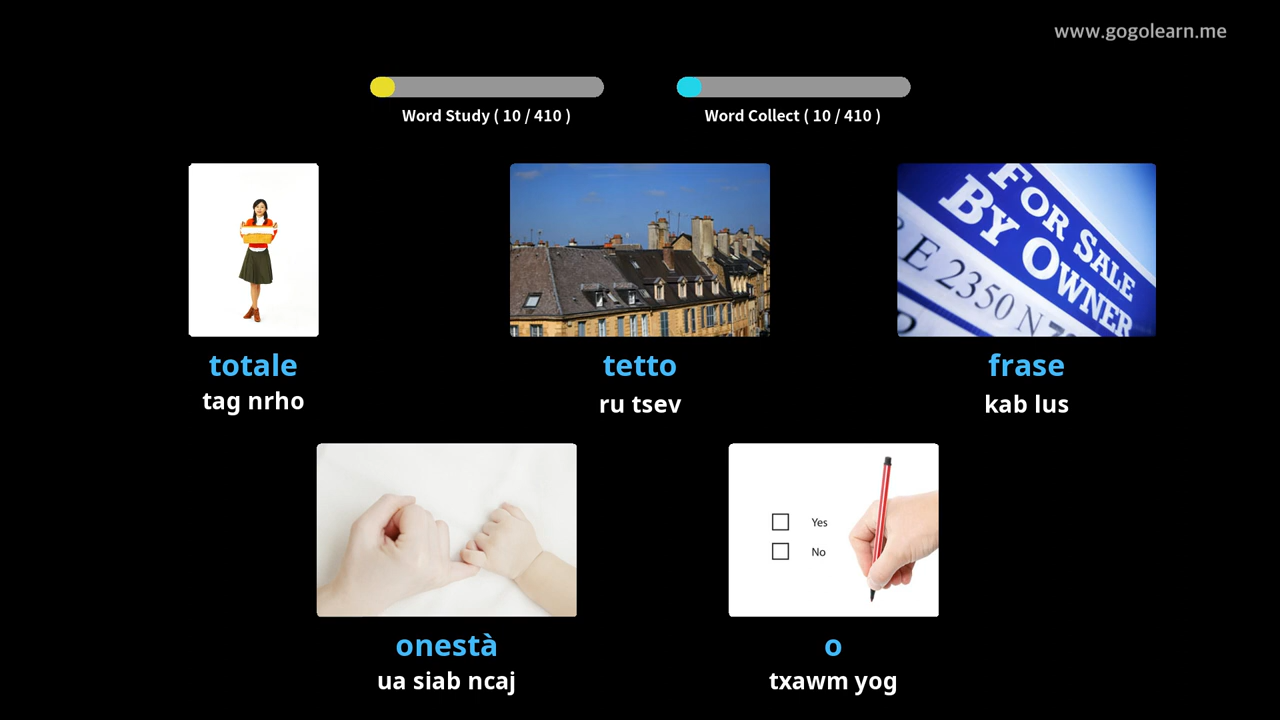 www.gogolearn.me
Word Study ( 10 / 410 )
Word Collect ( 10 / 410 )
FOR SALE
BY OWNER
E 2350 N
totale
tag nrho
tetto
ru tsev
frase
kab lus
Yes
No
onestà
ua siab ncaj
o
txawm yog